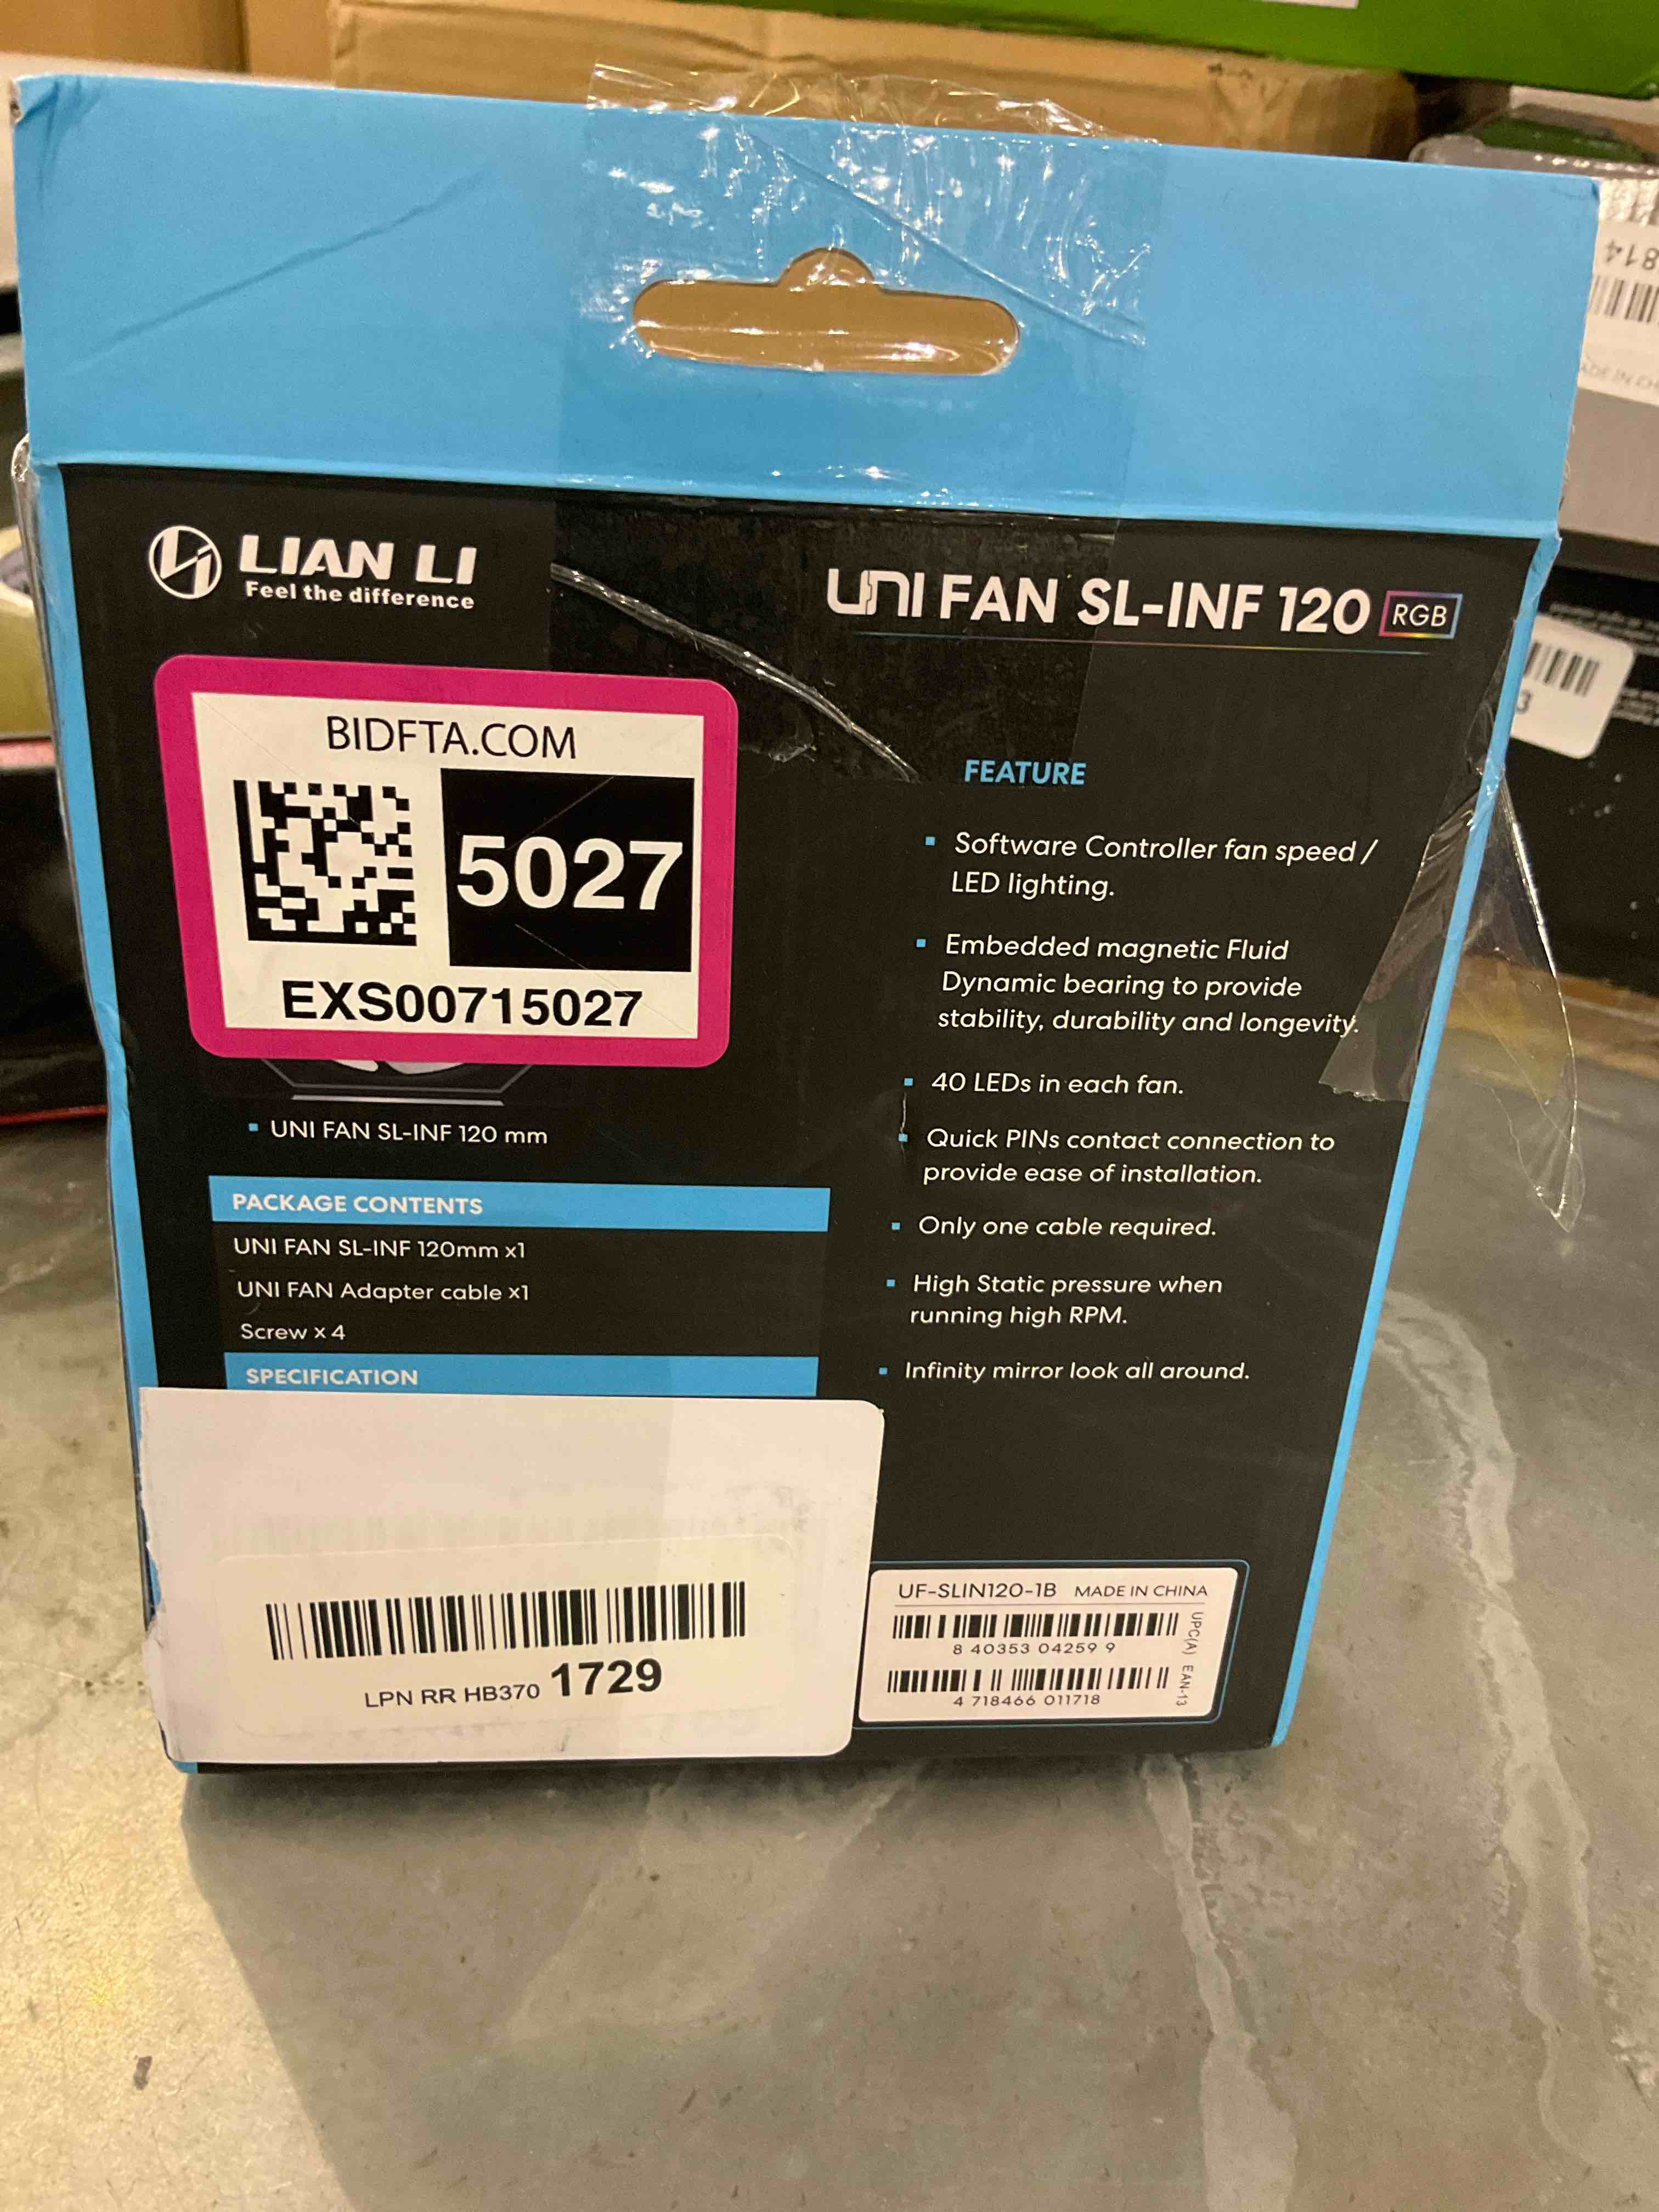 LIAN LI
Feel the difference
UNI FAN SL-INF 120 RGB
BIDFTA.COM
5027
EXS00715027
UNI FAN SL-INF 120 mm
PACKAGE CONTENTS
UNI FAN SL-INF 120mm x1
UNI FAN Adapter cable x1
Screw x 4
SPECIFICATION
FEATURE
Software Controller fan speed /
LED lighting.
Embedded magnetic Fluid
Dynamic bearing to provide
stability, durability and longevity.
40 LEDs in each fan.
Quick PINs contact connection to
provide ease of installation.
Only one cable required.
High Static pressure when
running high RPM.
Infinity mirror look all around.
LPN RR HB370 1729
UF-SLIN120-1B MADE IN CHINA
8 40353 04259 9
UPC(A)
4 718466 011718
EAN-13
814
3